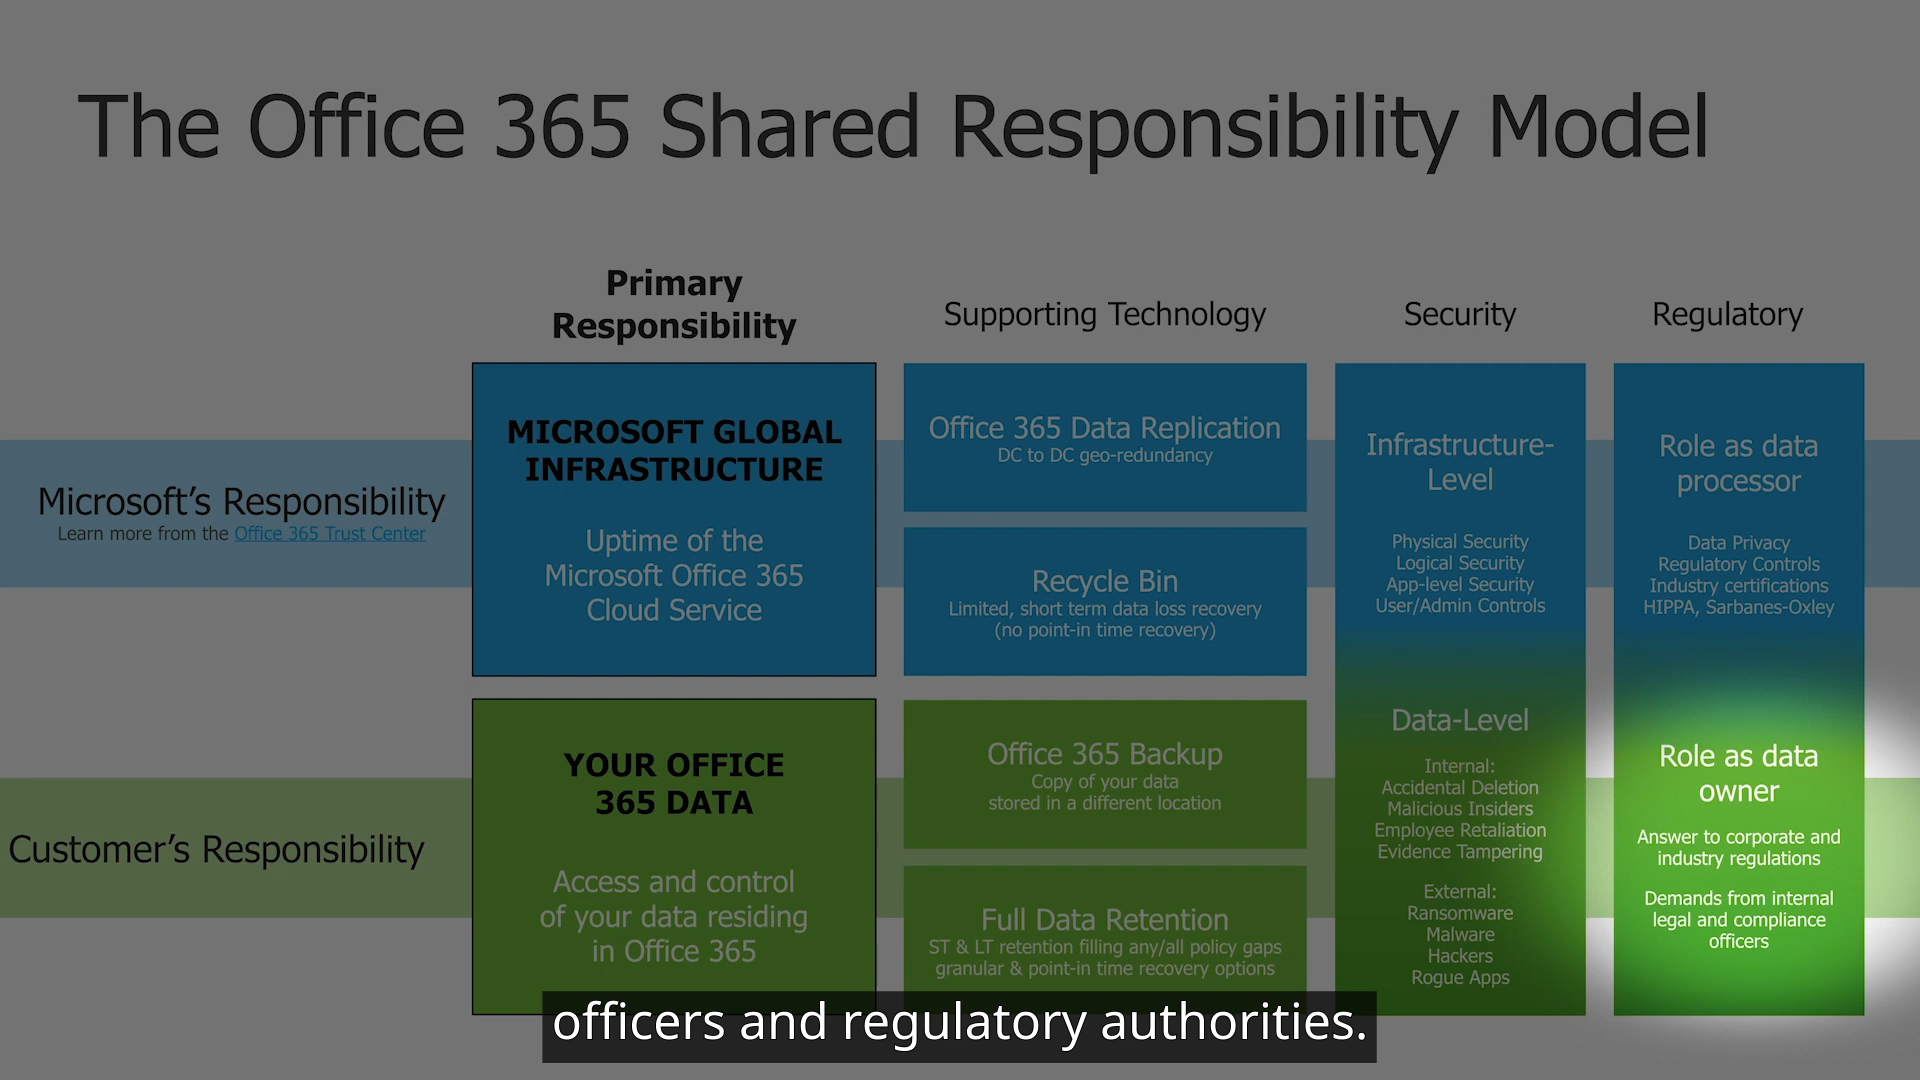 The Office 365 Shared Responsibility Model
Primary
Responsibility
Supporting Technology
Security
Regulatory
Microsoft's Responsibility
Learn more from the Office 365 Trust Center
MICROSOFT GLOBAL
INFRASTRUCTURE
Uptime of the
Microsoft Office 365
Cloud Service
Office 365 Data Replication
DC to DC geo-redundancy
Recycle Bin
Limited, short term data loss recovery
(no point-in time recovery)
Infrastructure-
Level
Physical Security
Logical Security
App-level Security
User/Admin Controls
Role as data
processor
Data Privacy
Regulatory Controls
Industry certifications
HIPPA, Sarbanes-Oxley
Customer's Responsibility
YOUR OFFICE
365 DATA
Access and control
of your data residing
in Office 365
Office 365 Backup
Copy of your data
stored in a different location
Full Data Retention
ST & LT retention filling any/all policy gaps
granular & point-in time recovery options
Data-Level
Internal:
Accidental Deletion
Malicious Insiders
Employee Retaliation
Evidence Tampering
External:
Ransomware
Malware
Hackers
Rogue Apps
Role as data
owner
Answer to corporate and
industry regulations
Demands from internal
legal and compliance
officers
officers and regulatory authorities.